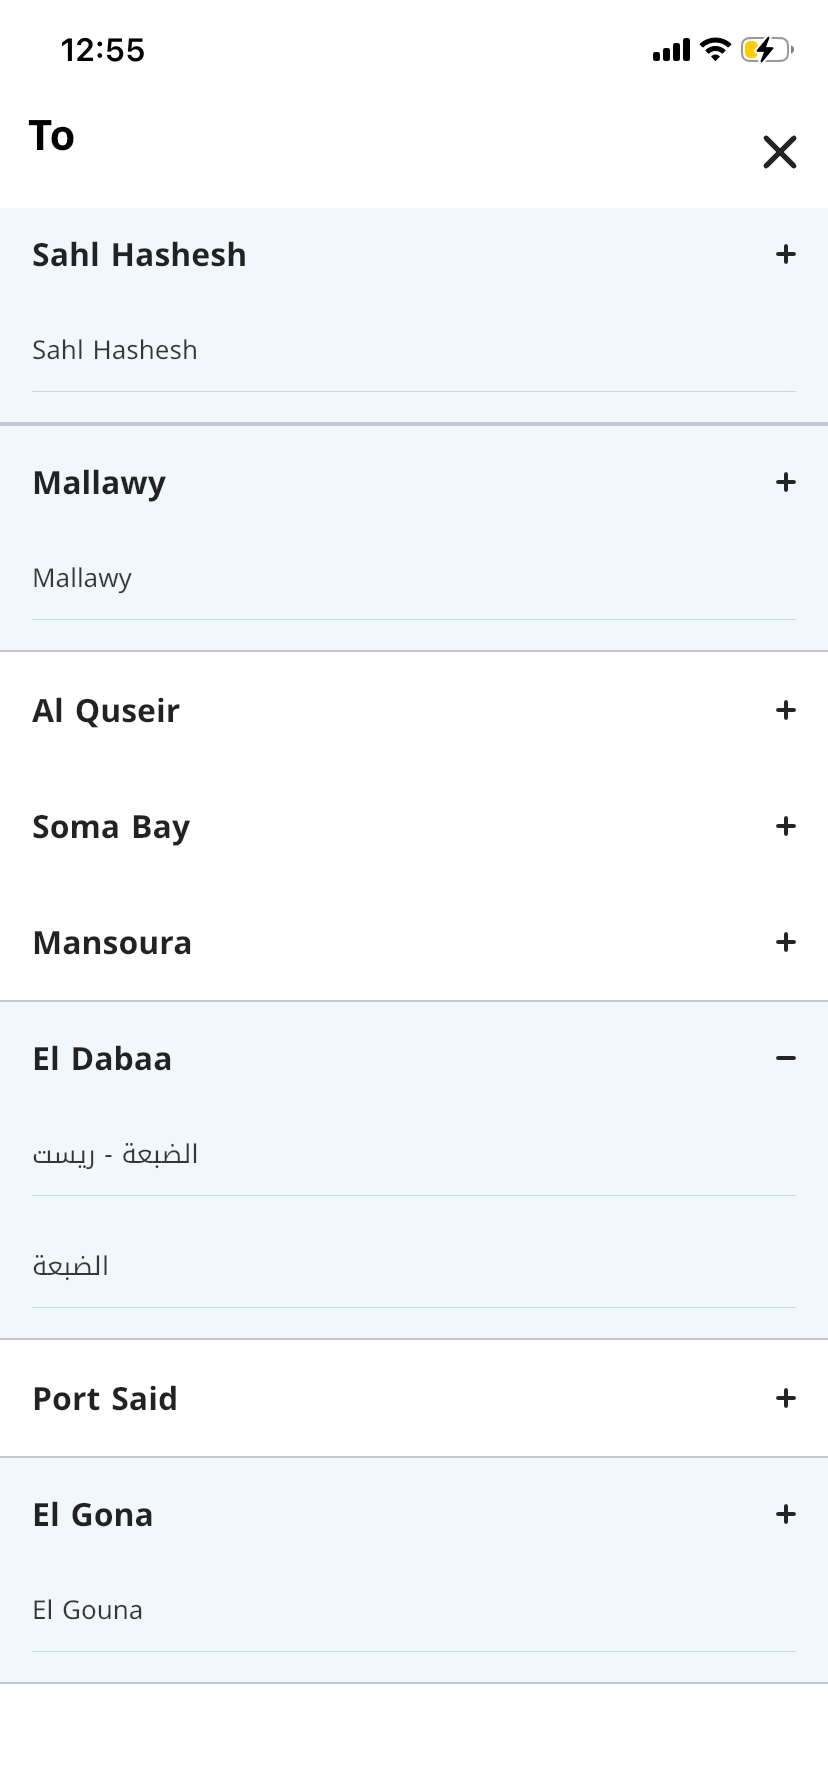 12:55
To
Sahl Hashesh
Sahl Hashesh
Mallawy
Mallawy
Al Quseir
Soma Bay
Mansoura
El Dabaa
الضبعة - ريست
الضبعة
Port Said
El Gona
El Gouna